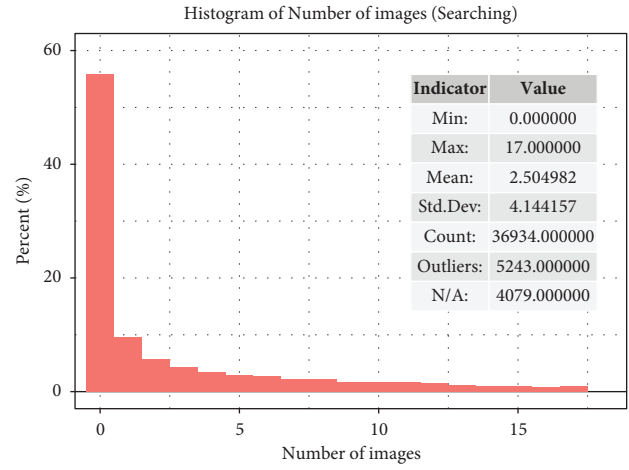 Histogram of Number of images (Searching)
60
40
20
0
Percent (%)
Indicator Value
Min: 0.000000
Max: 17.000000
Mean: 2.504982
Std.Dev: 4.144157
Count: 36934.000000
Outliers: 5243.000000
N/A: 4079.000000
0 5 10 15
Number of images